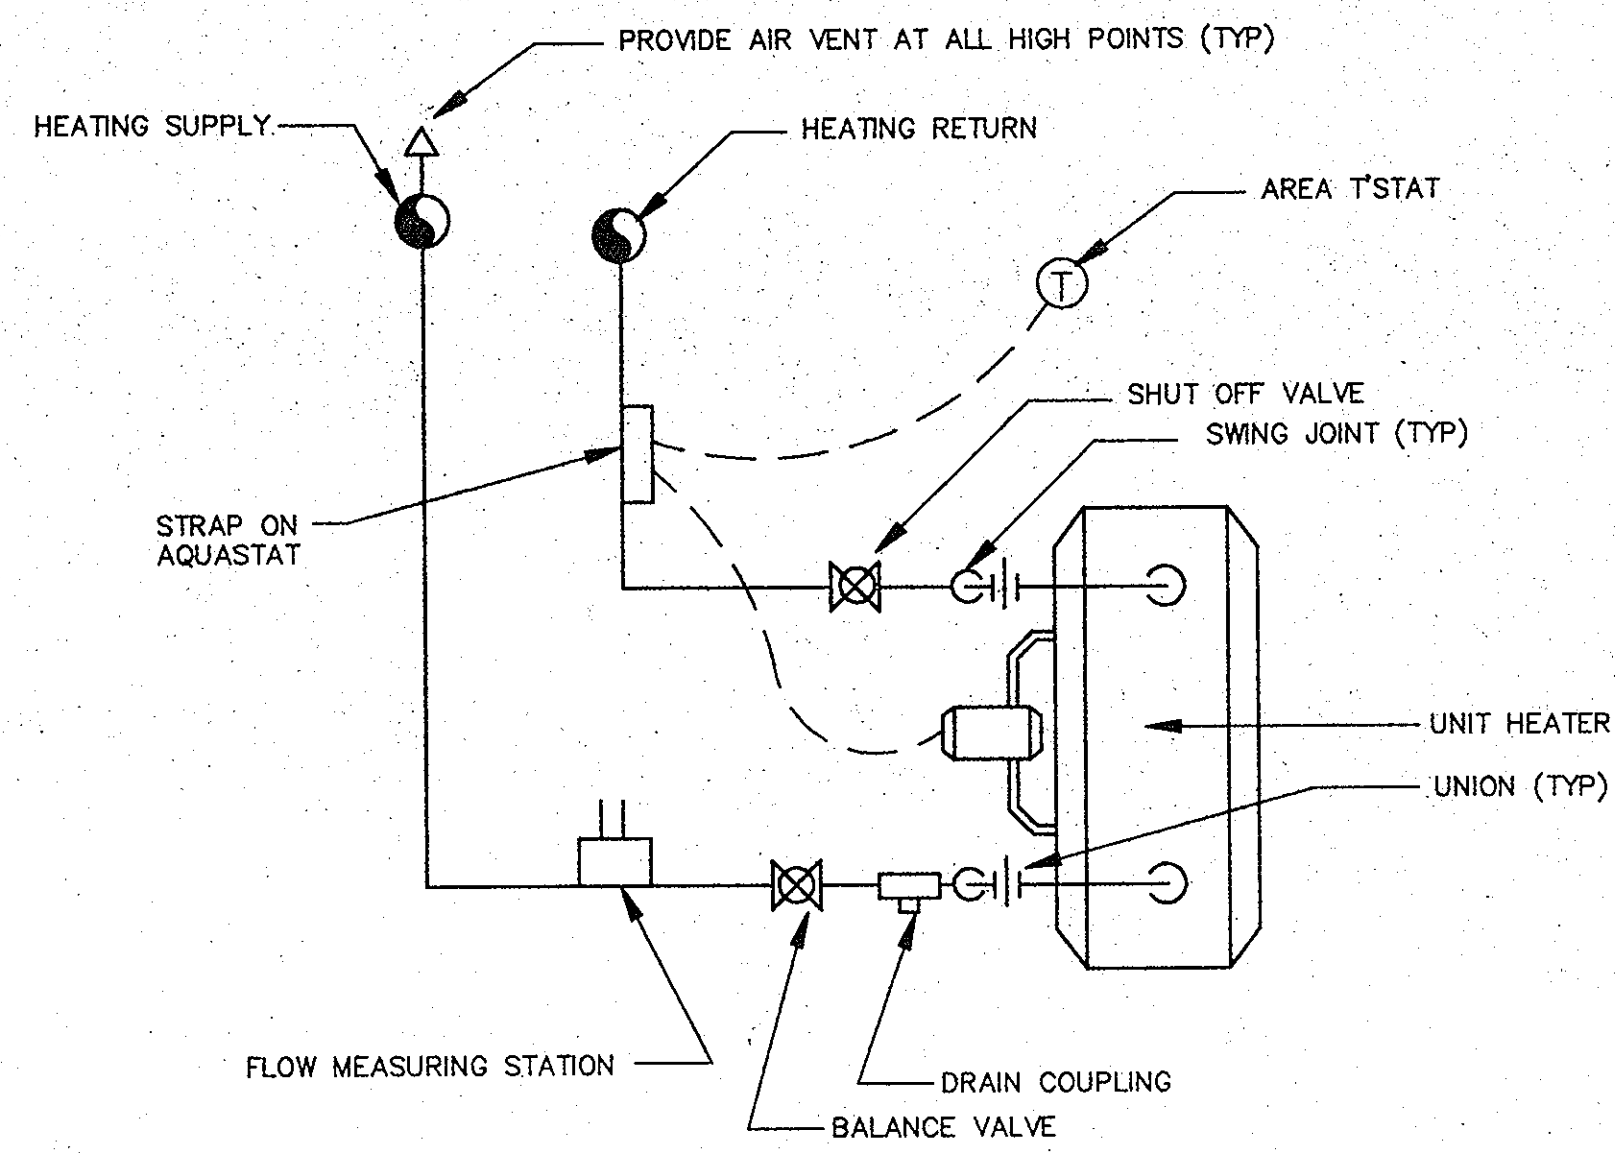 PROVIDE AIR VENT AT ALL HIGH POINTS (TYP)
HEATING SUPPLY
HEATING RETURN
AREA T'STAT
T
SHUT OFF VALVE
SWING JOINT (TYP)
STRAP ON
AQUASTAT
UNIT HEATER
UNION (TYP)
FLOW MEASURING STATION
DRAIN COUPLING
BALANCE VALVE